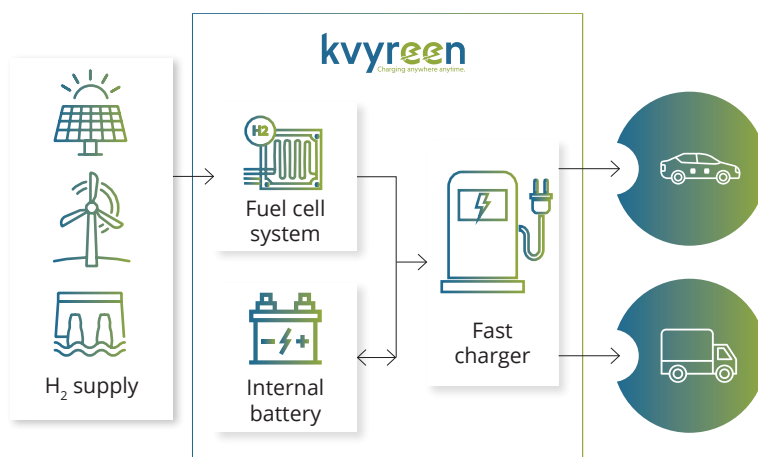 kvyreen
Charging anywhere anytime.
H2
Fuel cell
system
Internal
battery
Fast
charger
H₂ supply